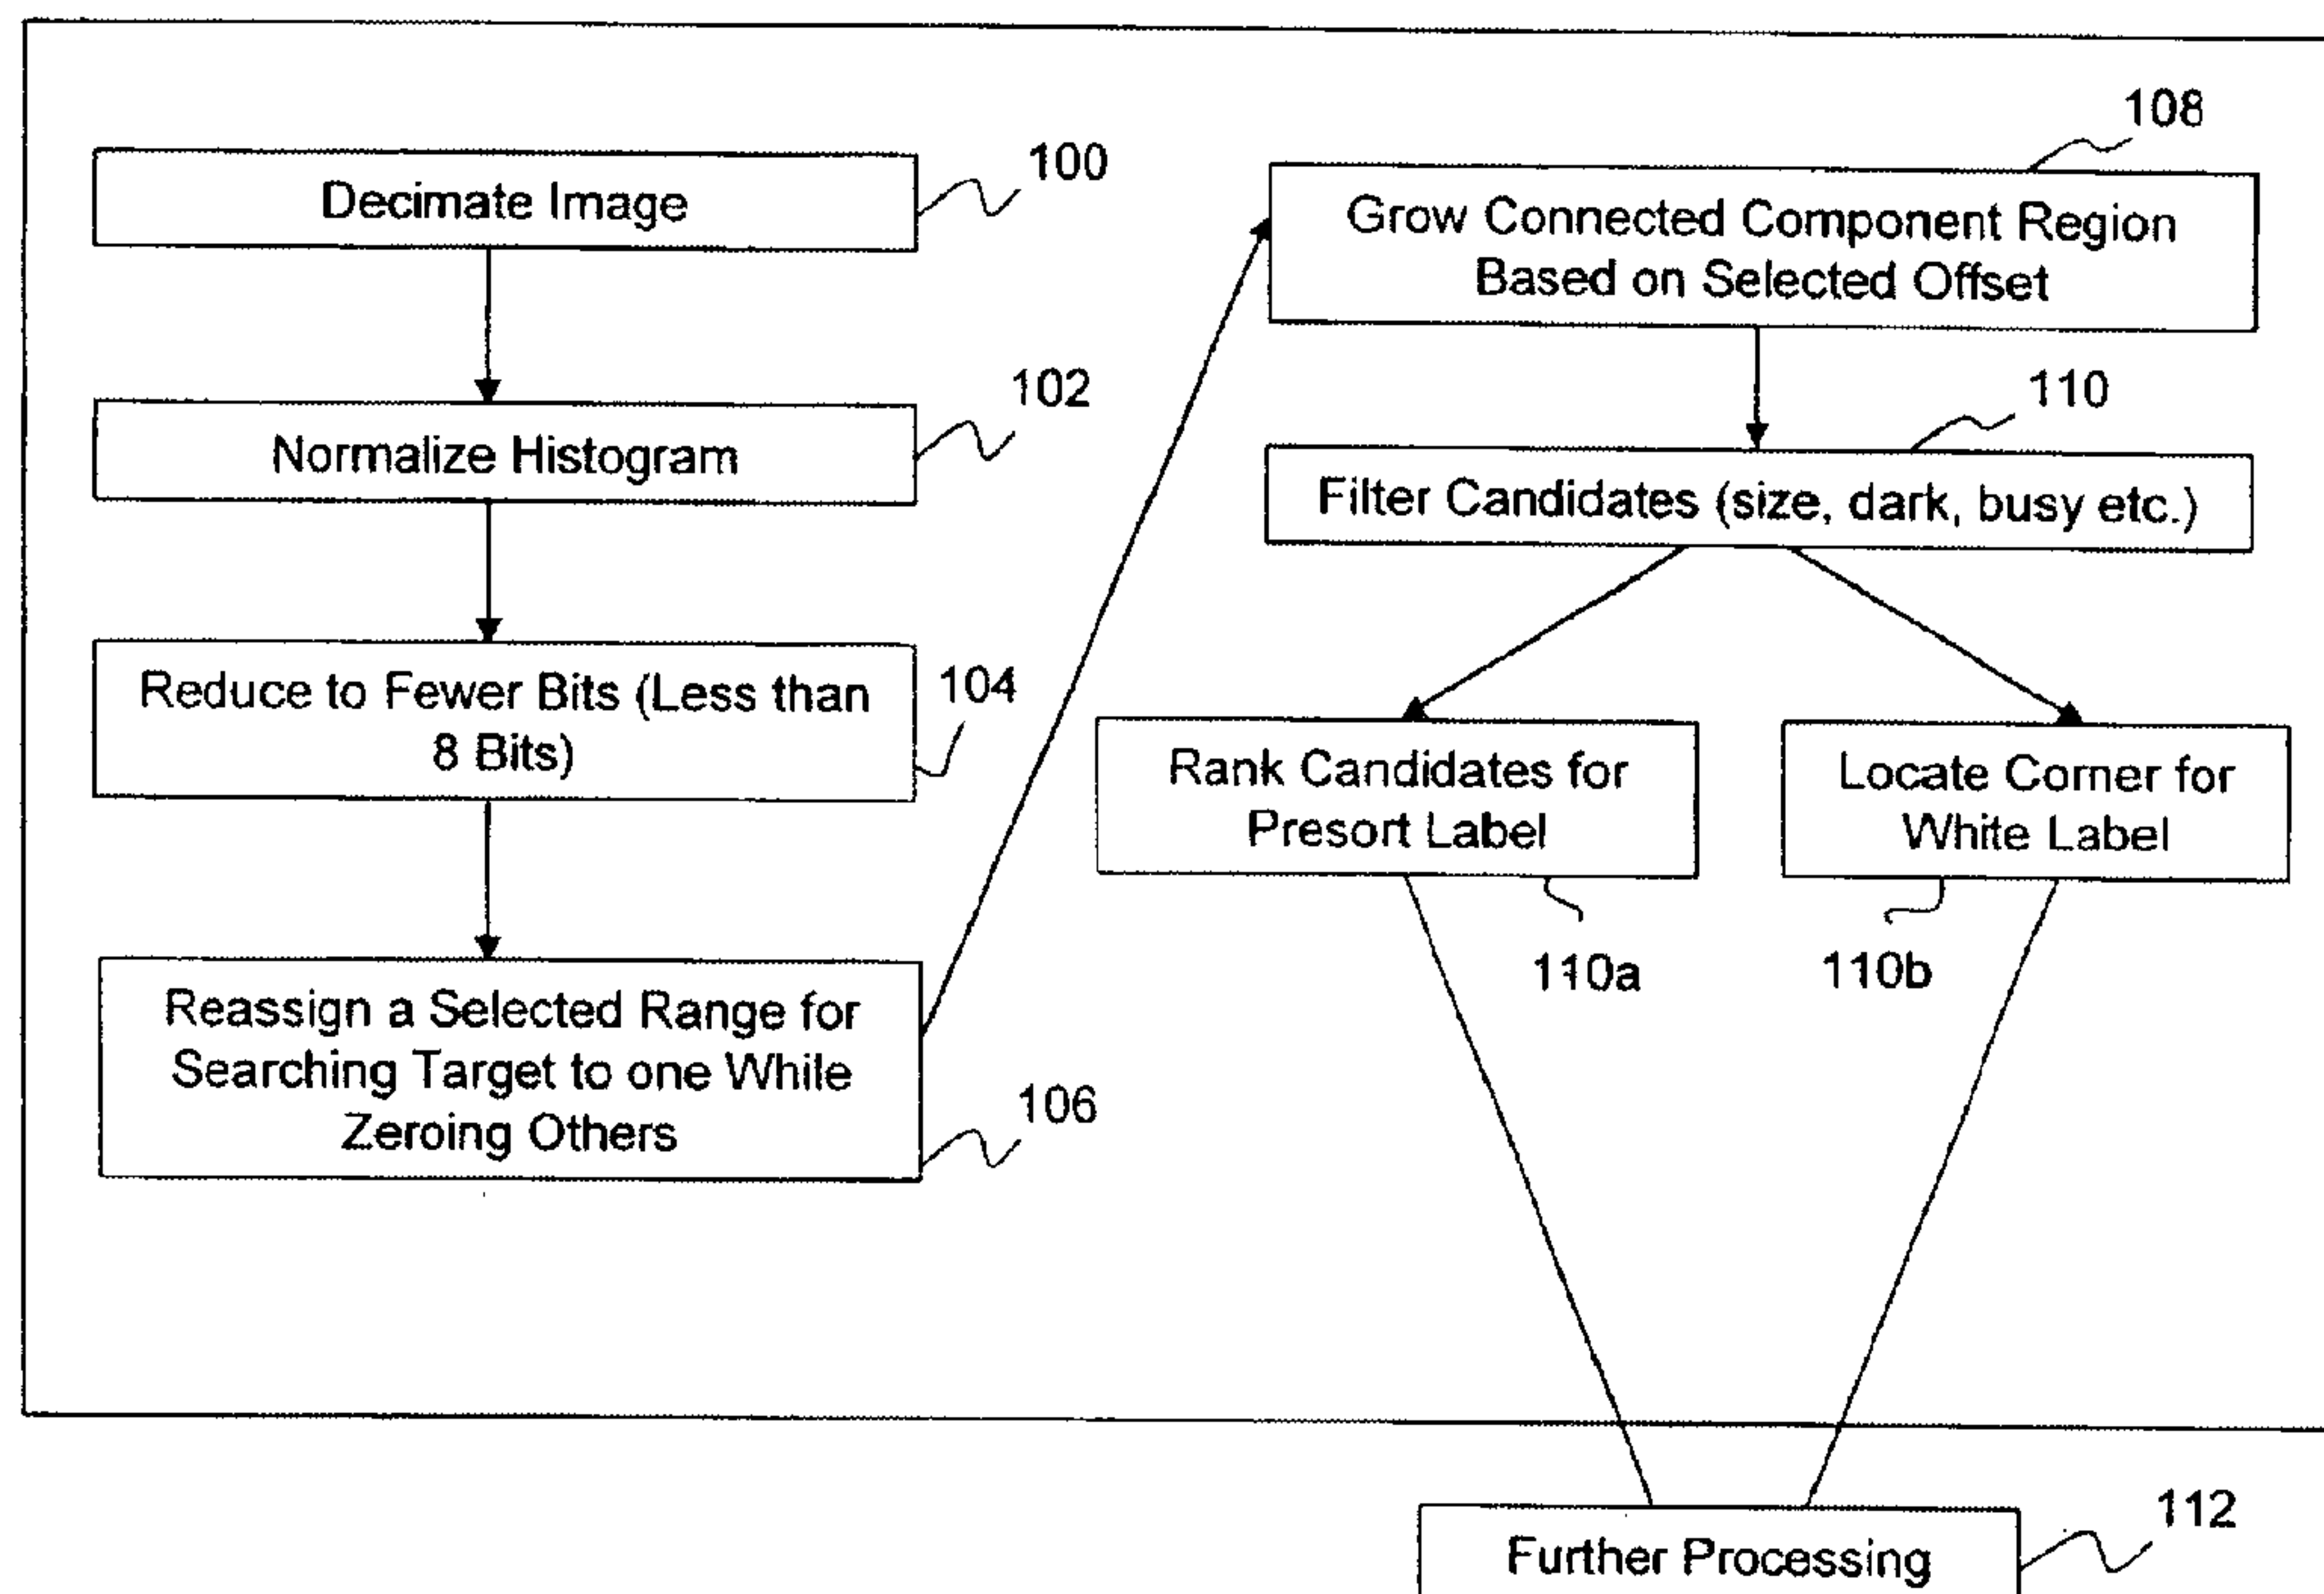 Decimate Image
100
Normalize Histogram
102
Reduce to Fewer Bits (Less than
8 Bits)
104
Reassign a Selected Range for
Searching Target to one While
Zeroing Others
106
108
Grow Connected Component Region
Based on Selected Offset
110
Filter Candidates (size, dark, busy etc.)
Rank Candidates for
Presort Label
110a
Locate Corner for
White Label
110b
Further Processing
112